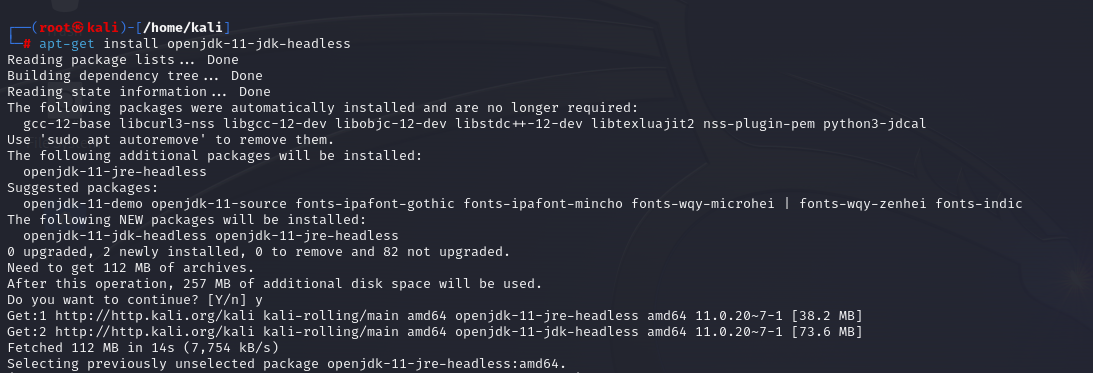 ┌──(root㉿kali)-[/home/kali]
└─# apt-get install openjdk-11-jdk-headless
Reading package lists... Done
Building dependency tree... Done
Reading state information... Done
The following packages were automatically installed and are no longer required:
  gcc-12-base libcurl3-nss libgcc-12-dev libobjc-12-dev libstdc++-12-dev libtexluajit2 nss-plugin-pem python3-jdcal
Use 'sudo apt autoremove' to remove them.
The following additional packages will be installed:
  openjdk-11-jre-headless
Suggested packages:
  openjdk-11-demo openjdk-11-source fonts-ipafont-gothic fonts-ipafont-mincho fonts-wqy-microhei | fonts-wqy-zenhei fonts-indic
The following NEW packages will be installed:
  openjdk-11-jdk-headless openjdk-11-jre-headless
0 upgraded, 2 newly installed, 0 to remove and 82 not upgraded.
Need to get 112 MB of archives.
After this operation, 257 MB of additional disk space will be used.
Do you want to continue? [Y/n] y
Get:1 http://http.kali.org/kali kali-rolling/main amd64 openjdk-11-jre-headless amd64 11.0.20~7-1 [38.2 MB]
Get:2 http://http.kali.org/kali kali-rolling/main amd64 openjdk-11-jdk-headless amd64 11.0.20~7-1 [73.6 MB]
Fetched 112 MB in 14s (7,754 kB/s)
Selecting previously unselected package openjdk-11-jre-headless:amd64.